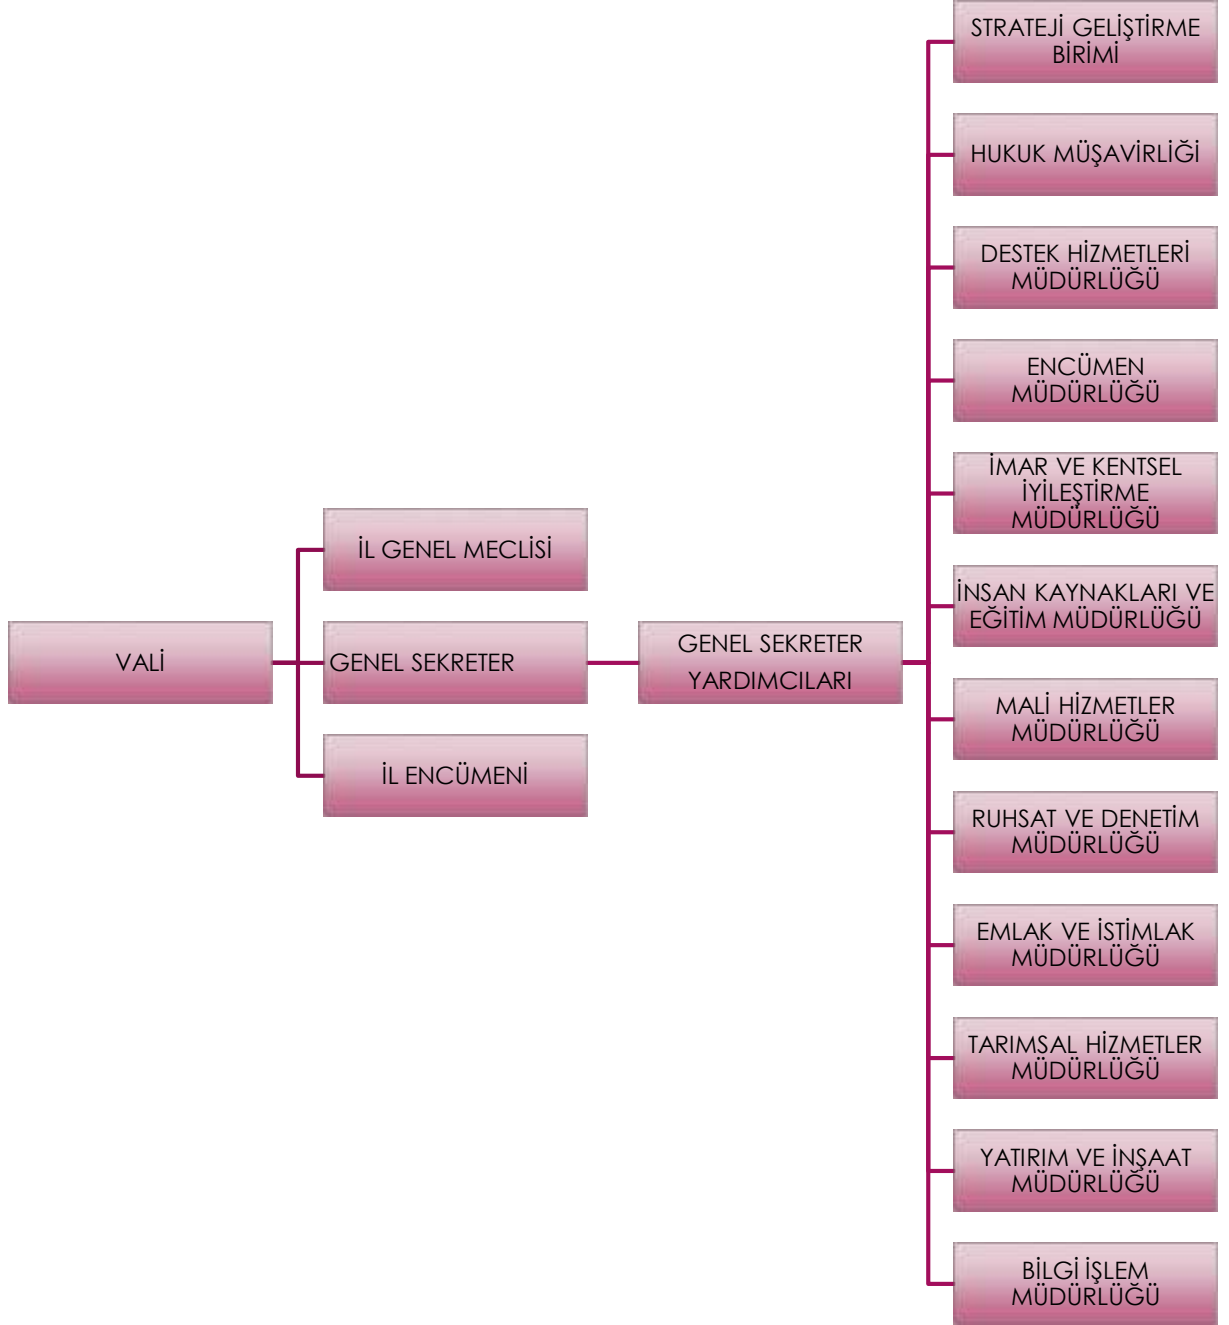 VALİ
İL GENEL MECLİSİ
GENEL SEKRETER
İL ENCÜMENİ
GENEL SEKRETER
YARDIMCILARI
STRATEJİ GELİŞTİRME
BİRİMİ
HUKUK MÜŞAVİRLİĞİ
DESTEK HİZMETLERİ
MÜDÜRLÜĞÜ
ENCÜMEN
MÜDÜRLÜĞÜ
İMAR VE KENTSEL
İYİLEŞTİRME
MÜDÜRLÜĞÜ
İNSAN KAYNAKLARI VE
EĞİTİM MÜDÜRLÜĞÜ
MALİ HİZMETLER
MÜDÜRLÜĞÜ
RUHSAT VE DENETİM
MÜDÜRLÜĞÜ
EMLAK VE İSTİMLAK
MÜDÜRLÜĞÜ
TARIMSAL HİZMETLER
MÜDÜRLÜĞÜ
YATIRIM VE İNŞAAT
MÜDÜRLÜĞÜ
BİLGİ İŞLEM
MÜDÜRLÜĞÜ